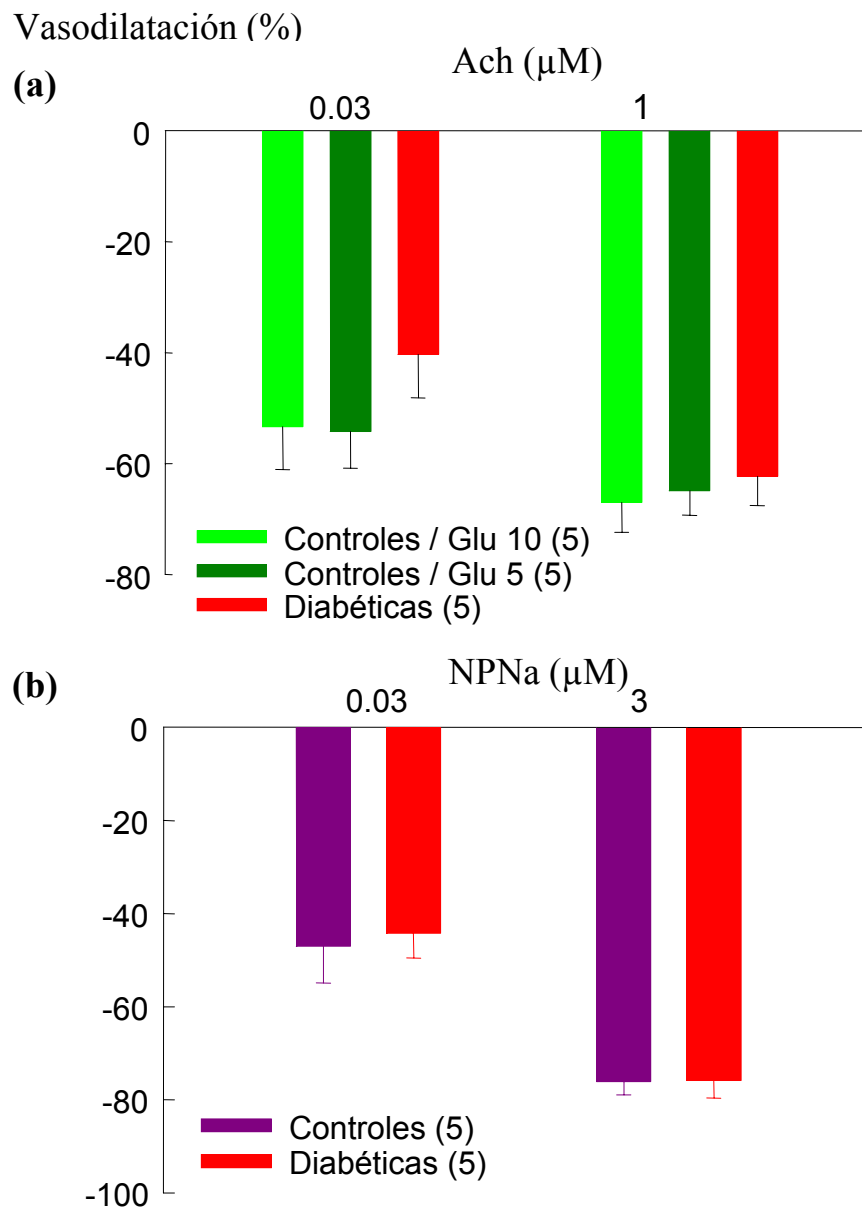 Vasodilatación (%)
(a)
Ach (µM)
0.03 1
0
-20
-40
-60
-80
Controles / Glu 10 (5)
Controles / Glu 5 (5)
Diabéticas (5)
(b)
NPNa (µM)
0.03 3
0
-20
-40
-60
-80
-100
Controles (5)
Diabéticas (5)